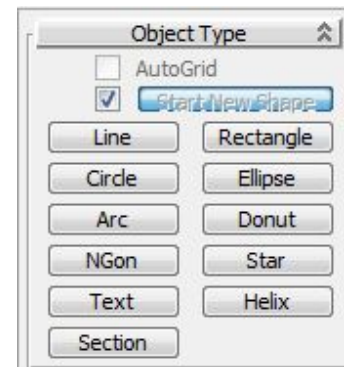 Object Type
AutoGrid
Start New Shape
Line Rectangle
Circle Ellipse
Arc Donut
NGon Star
Text Helix
Section